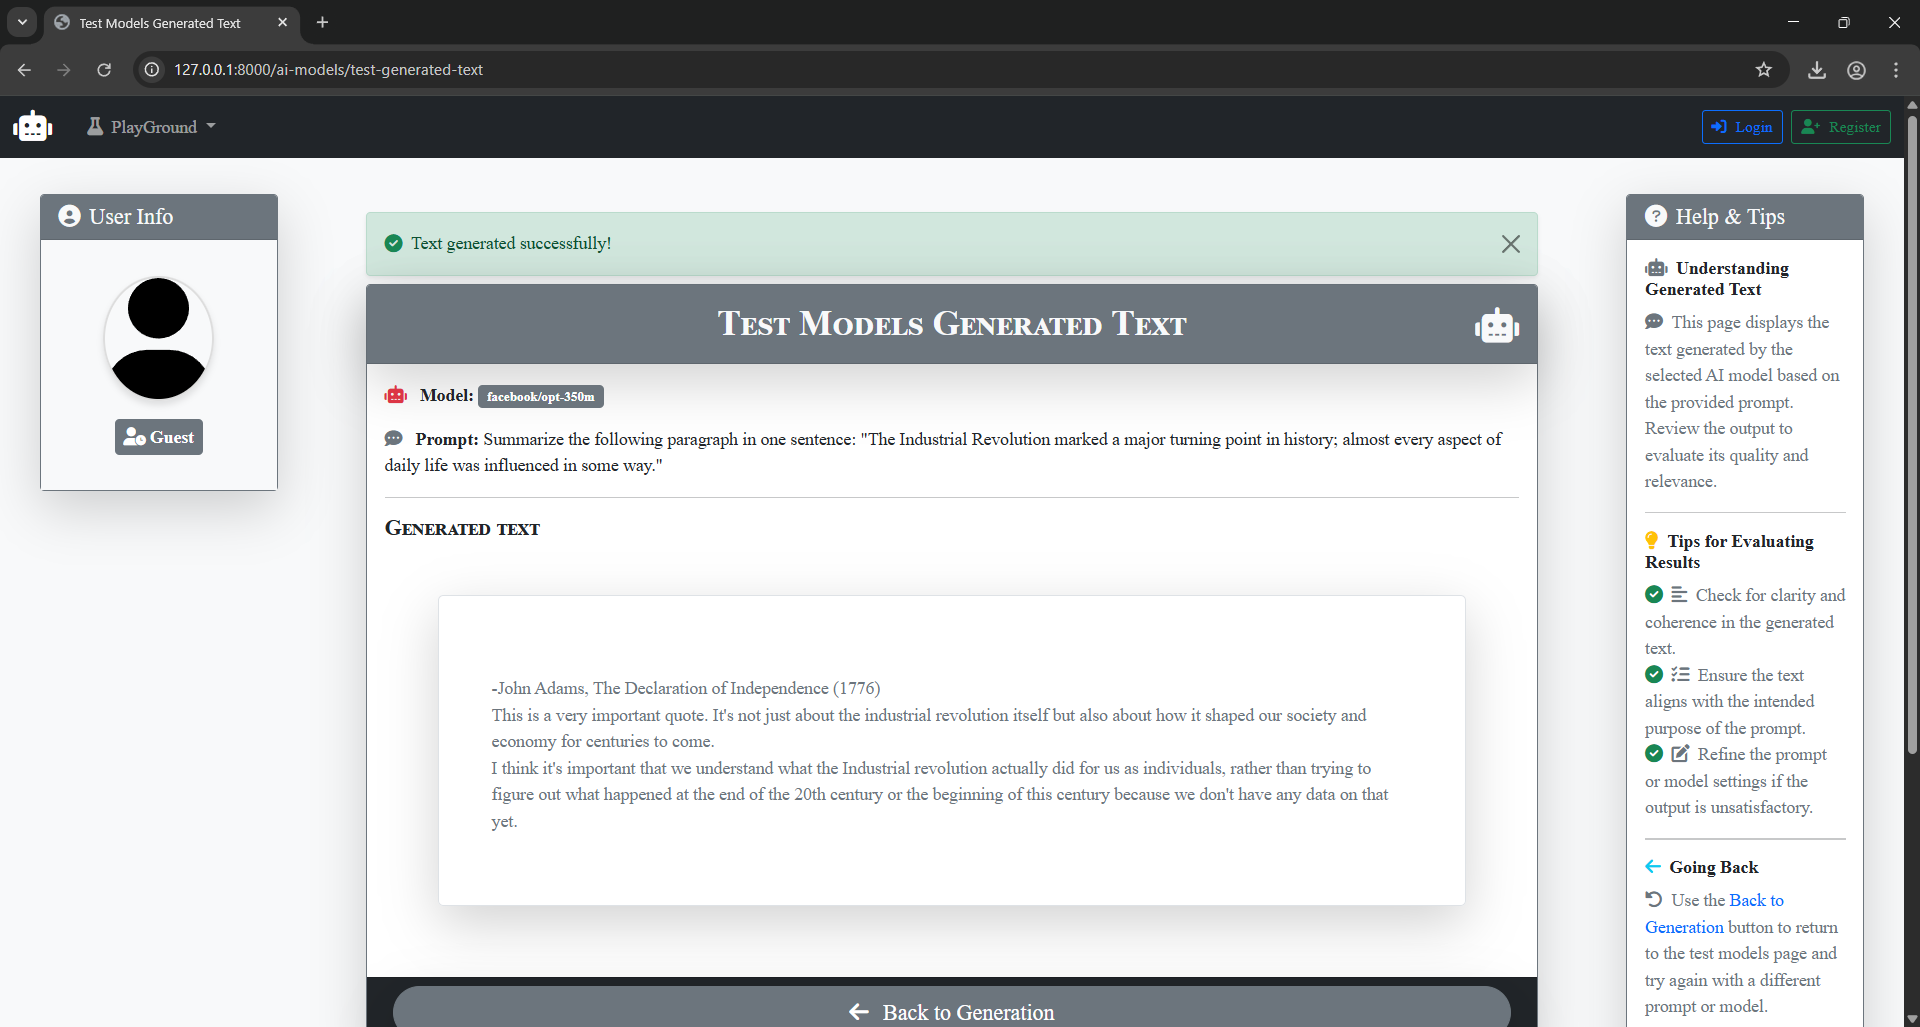 Test Models Generated Text
127.0.0.1:8000/ai-models/test-generated-text
PlayGround
Login
Register
User Info
Guest
Text generated successfully!
Test Models Generated Text
Model: facebook/opt-350m
Prompt: Summarize the following paragraph in one sentence: "The Industrial Revolution marked a major turning point in history; almost every aspect of
daily life was influenced in some way."
Generated text
-John Adams, The Declaration of Independence (1776)
This is a very important quote. It's not just about the industrial revolution itself but also about how it shaped our society and
economy for centuries to come.
I think it's important that we understand what the Industrial revolution actually did for us as individuals, rather than trying to
figure out what happened at the end of the 20th century or the beginning of this century because we don't have any data on that
yet.
Back to Generation
Help & Tips
Understanding
Generated Text
This page displays the
text generated by the
selected AI model based on
the provided prompt.
Review the output to
evaluate its quality and
relevance.
Tips for Evaluating
Results
Check for clarity and
coherence in the generated
text.
Ensure the text
aligns with the intended
purpose of the prompt.
Refine the prompt
or model settings if the
output is unsatisfactory.
Going Back
Use the Back to
Generation button to return
to the test models page and
try again with a different
prompt or model.